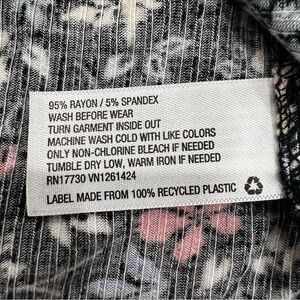 95% RAYON / 5% SPANDEX
WASH BEFORE WEAR
TURN GARMENT INSIDE OUT
MACHINE WASH COLD WITH LIKE COLORS
ONLY NON-CHLORINE BLEACH IF NEEDED
TUMBLE DRY LOW, WARM IRON IF NEEDED
RN17730 VN1261424
LABEL MADE FROM 100% RECYCLED PLASTIC